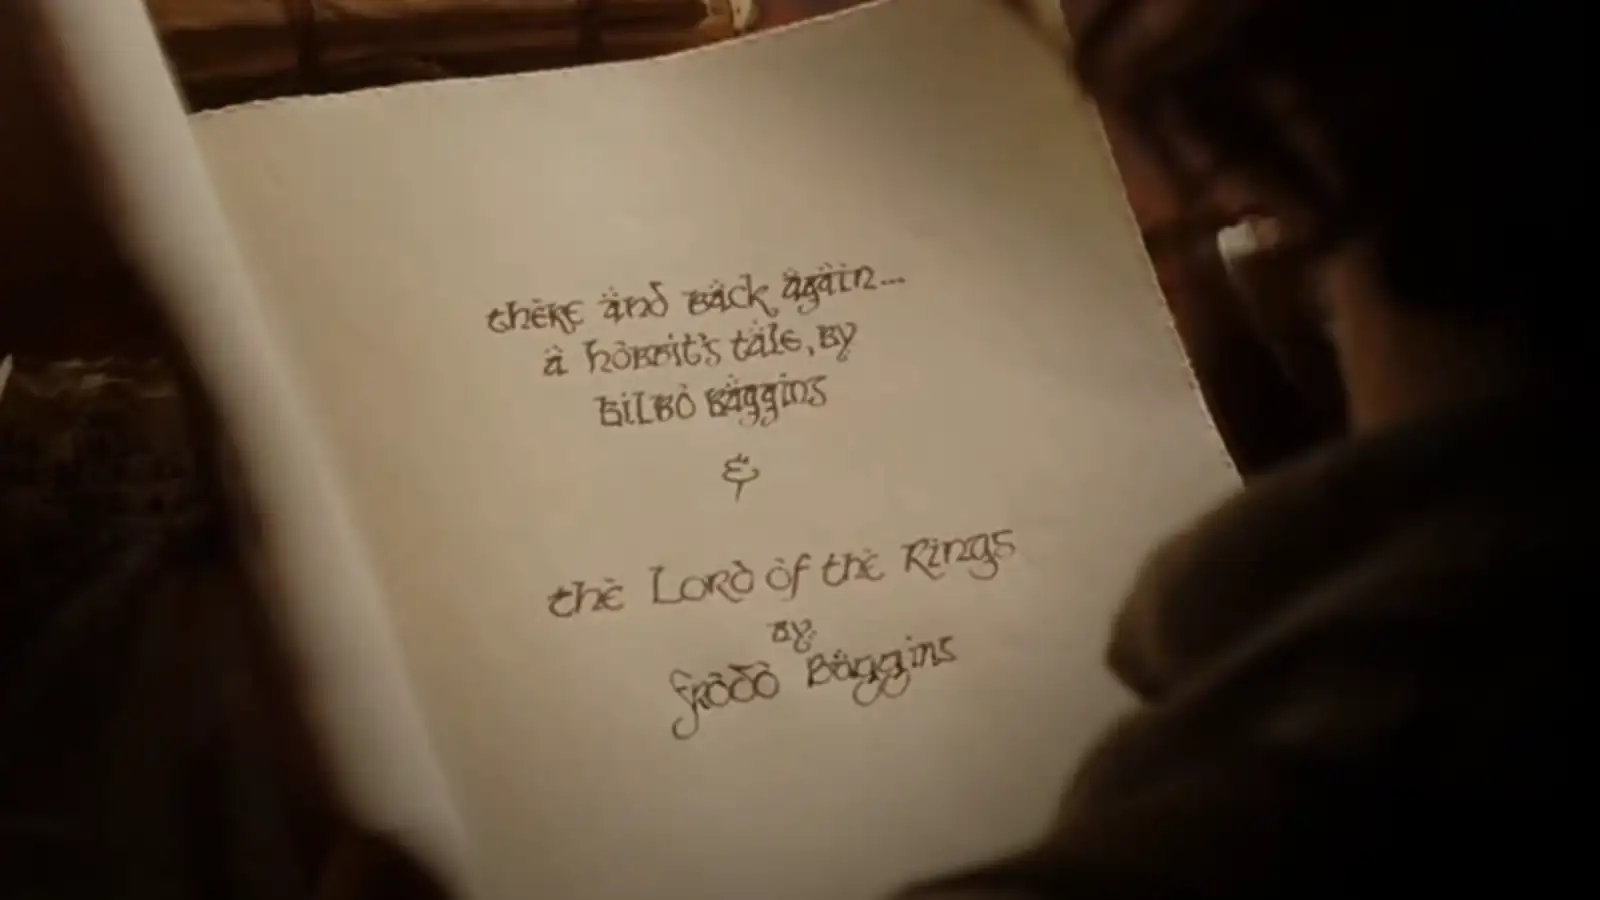 there and back again...
a hobbit's tale, by
Bilbo Baggins
&
the Lord of the Rings
by
frodo Baggins